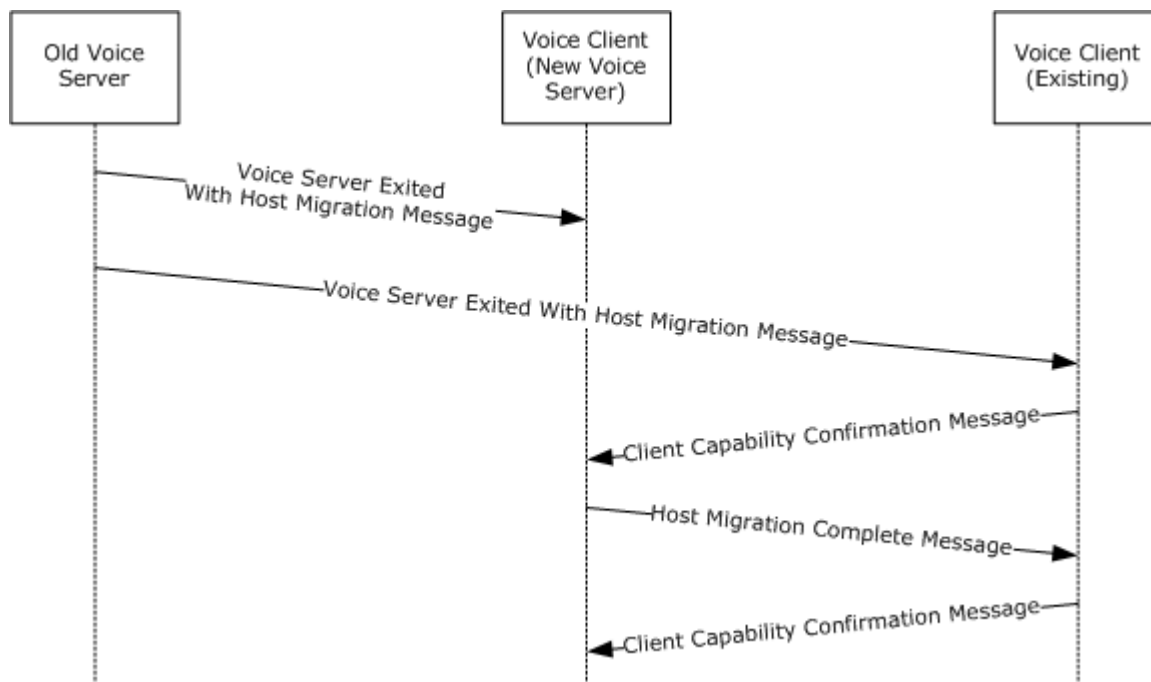 Old Voice
Server
Voice Client
(New Voice
Server)
Voice Client
(Existing)
Voice Server Exited
With Host Migration Message
Voice Server Exited With Host Migration Message
Client Capability Confirmation Message
Host Migration Complete Message
Client Capability Confirmation Message